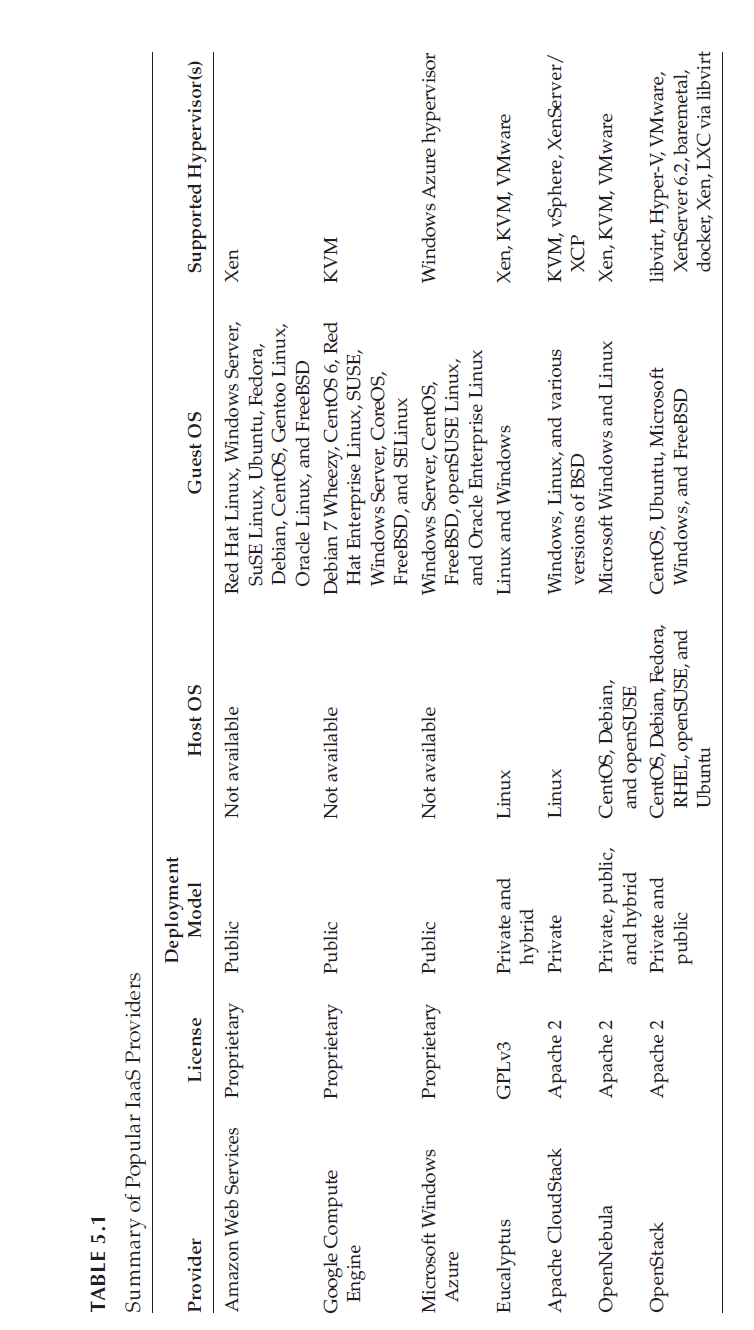 TABLE 5.1
Summary of Popular IaaS Providers
Provider License Deployment Model Host OS Guest OS Supported Hypervisor(s)
Amazon Web Services Proprietary Public Not available Red Hat Linux, Windows Server, Xen
SuSE Linux, Ubuntu, Fedora,
Debian, CentOS, Gentoo Linux,
Oracle Linux, and FreeBSD
Google Compute Proprietary Public Not available Debian 7 Wheezy, CentOS 6, Red KVM
Engine Hat Enterprise Linux, SUSE,
Windows Server, CoreOS,
FreeBSD, and SELinux
Microsoft Windows Proprietary Public Not available Windows Server, CentOS, Windows Azure hypervisor
Azure FreeBSD, openSUSE Linux,
and Oracle Enterprise Linux
Eucalyptus GPLv3 Private and Linux Linux and Windows Xen, KVM, VMware
hybrid
Apache CloudStack Apache 2 Private Linux Windows, Linux, and various KVM, vSphere, XenServer/
versions of BSD XCP
OpenNebula Apache 2 Private, public, CentOS, Debian, Microsoft Windows and Linux Xen, KVM, VMware
and hybrid and openSUSE
OpenStack Apache 2 Private and CentOS, Debian, Fedora, CentOS, Ubuntu, Microsoft libvirt, Hyper-V, VMware,
public RHEL, openSUSE, and Windows, and FreeBSD XenServer 6.2, baremetal,
Ubuntu docker, Xen, LXC via libvirt